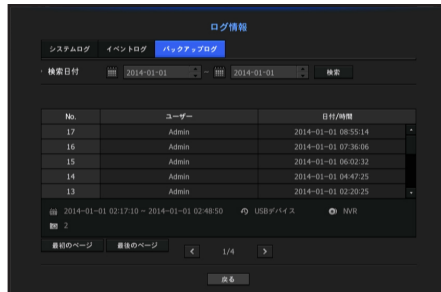 ログ情報
システムログ イベントログ バックアップログ
・検索日付 2014-01-01 ~ 2014-01-01 検索
No. ユーザー 日付/時間
17 Admin 2014-01-01 08:55:14
16 Admin 2014-01-01 07:36:06
15 Admin 2014-01-01 06:02:32
14 Admin 2014-01-01 04:47:25
13 Admin 2014-01-01 02:20:25
2014-01-01 02:17:10 ~ 2014-01-01 02:48:50 USBデバイス NVR
2
最初のページ 最後のページ < 1/4 >
戻る